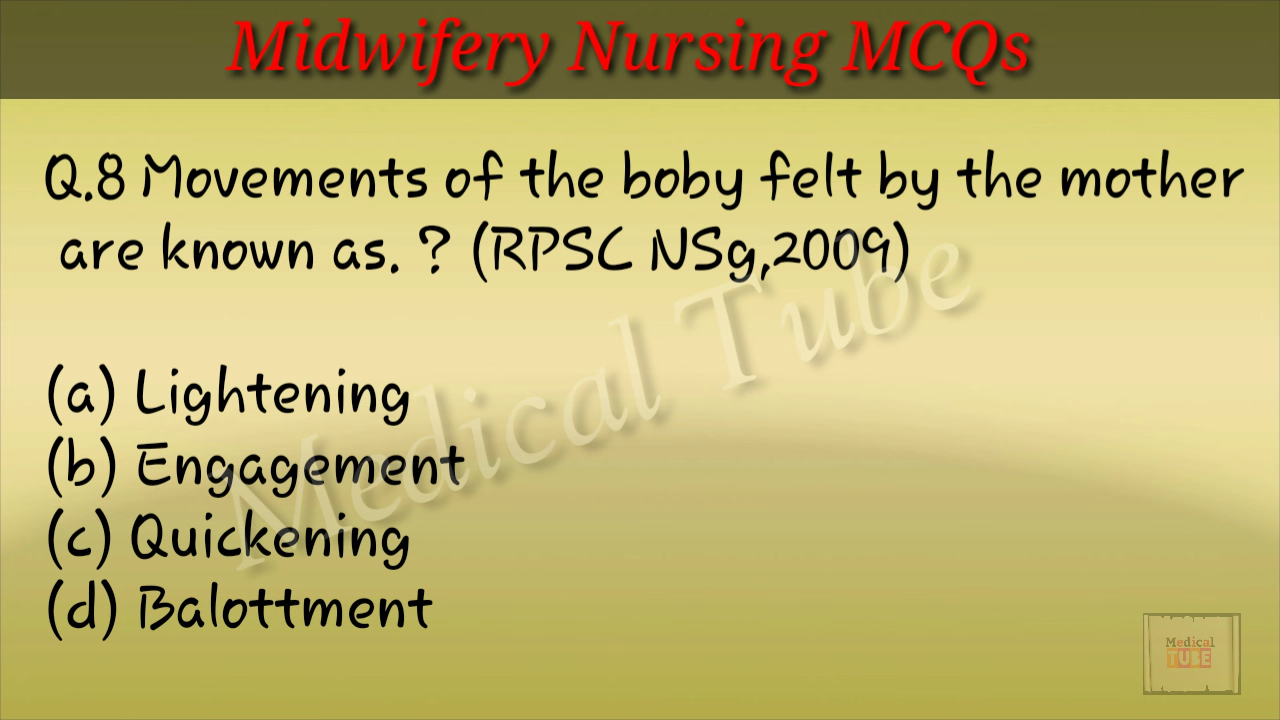 Midwifery Nursing MCQs
Q.8 Movements of the boby felt by the mother
are known as. ? (RPSC NSg,2009)
(a) Lightening
(b) Engagement
(c) Quickening
(d) Balottment
Medical Tube
Medical
TUBE